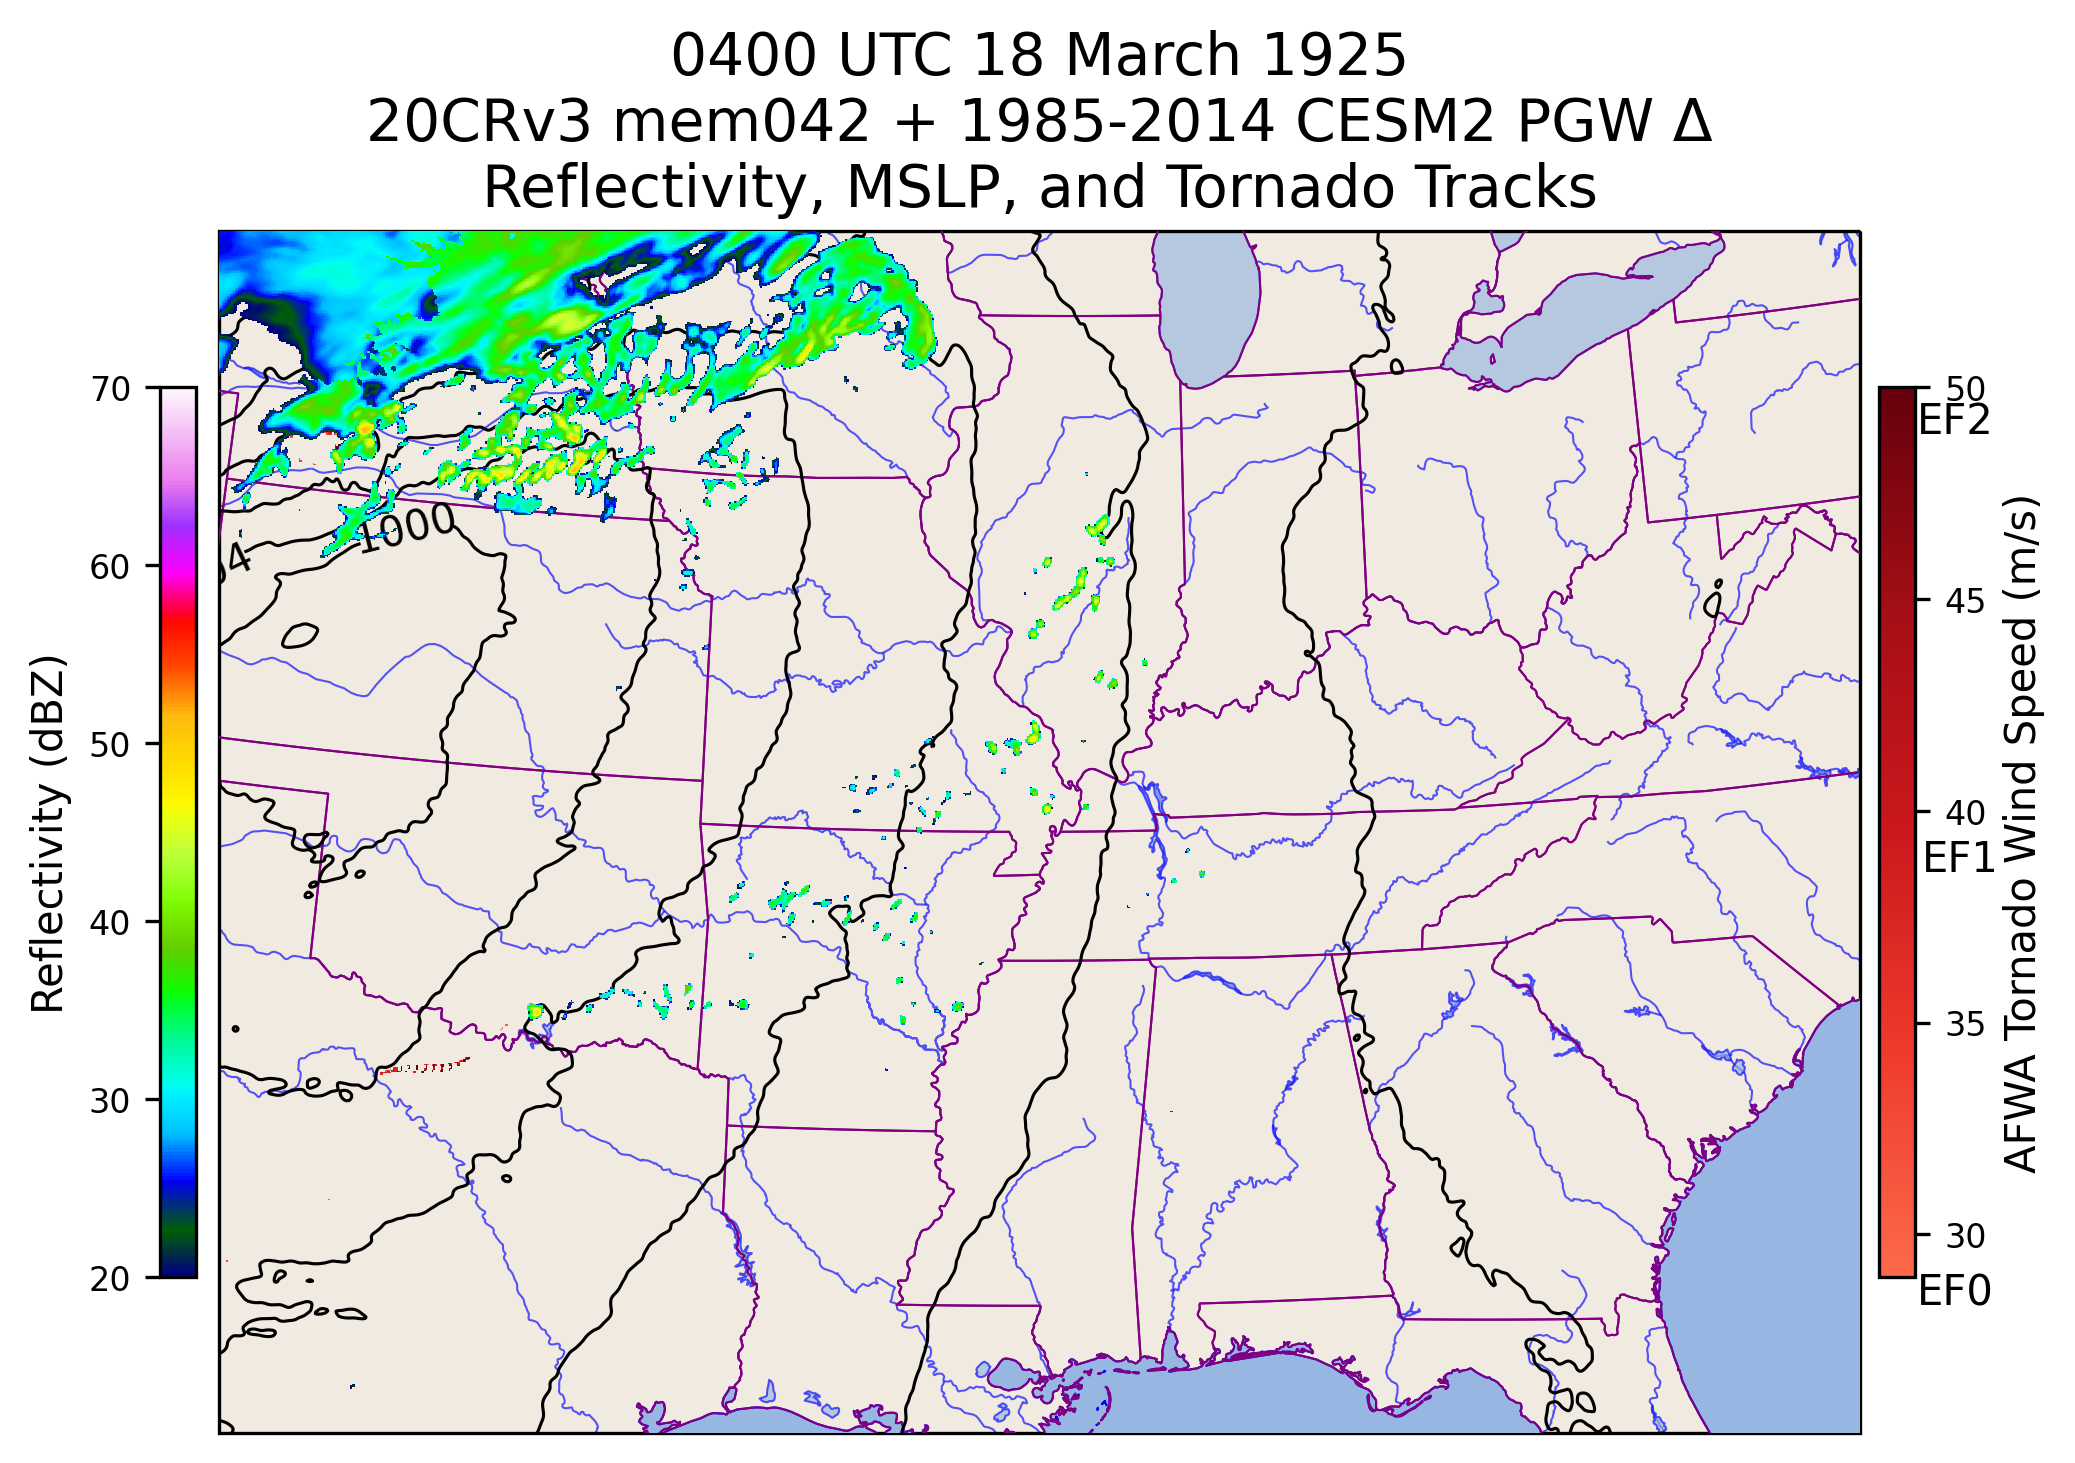 0400 UTC 18 March 1925
20CRv3 mem042 + 1985-2014 CESM2 PGW Δ
Reflectivity, MSLP, and Tornado Tracks
70
60
50
40
30
20
Reflectivity (dBZ)
1000
4
50
EF2
45
40
EF1
35
30
EF0
AFWA Tornado Wind Speed (m/s)